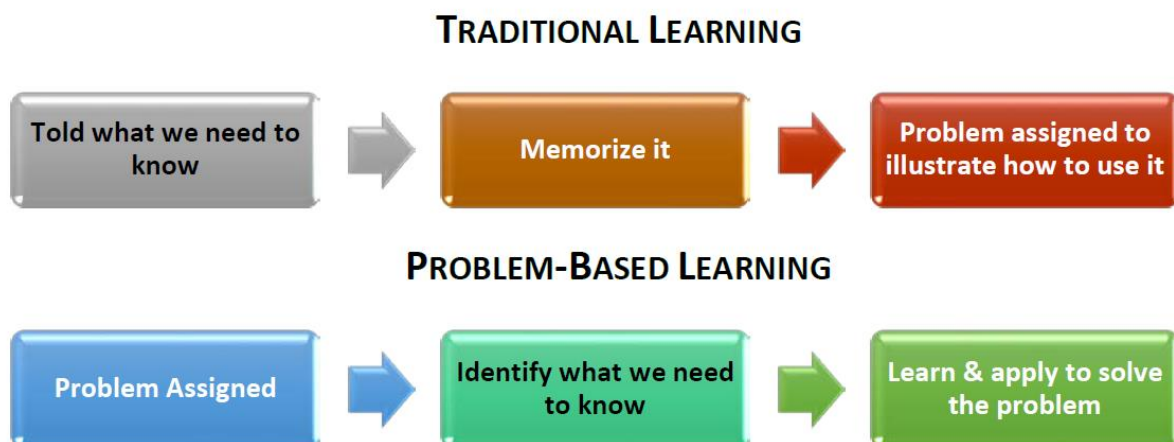 TRADITIONAL LEARNING
Told what we need to
know
Memorize it
Problem assigned to
illustrate how to use it
PROBLEM-BASED LEARNING
Problem Assigned
Identify what we need
to know
Learn & apply to solve
the problem